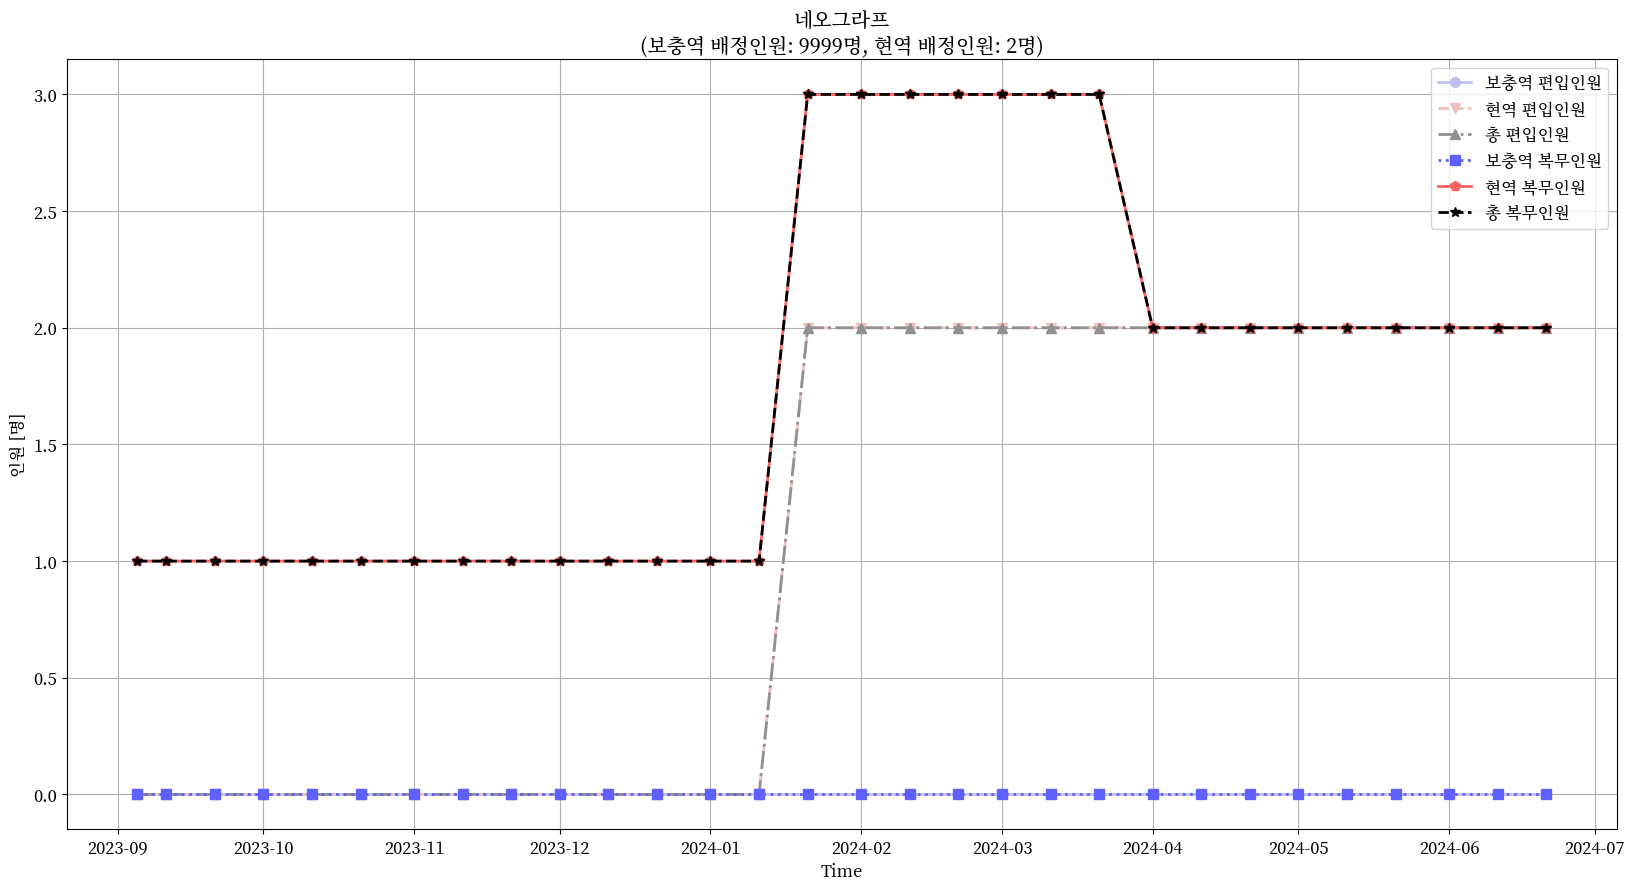 네오그라프
(보충역 배정인원: 9999명, 현역 배정인원: 2명)
보충역 편입인원
현역 편입인원
총 편입인원
보충역 복무인원
현역 복무인원
총 복무인원
인원 [명]
3.0
2.5
2.0
1.5
1.0
0.5
0.0
2023-09
2023-10
2023-11
2023-12
2024-01
2024-02
2024-03
2024-04
2024-05
2024-06
2024-07
Time